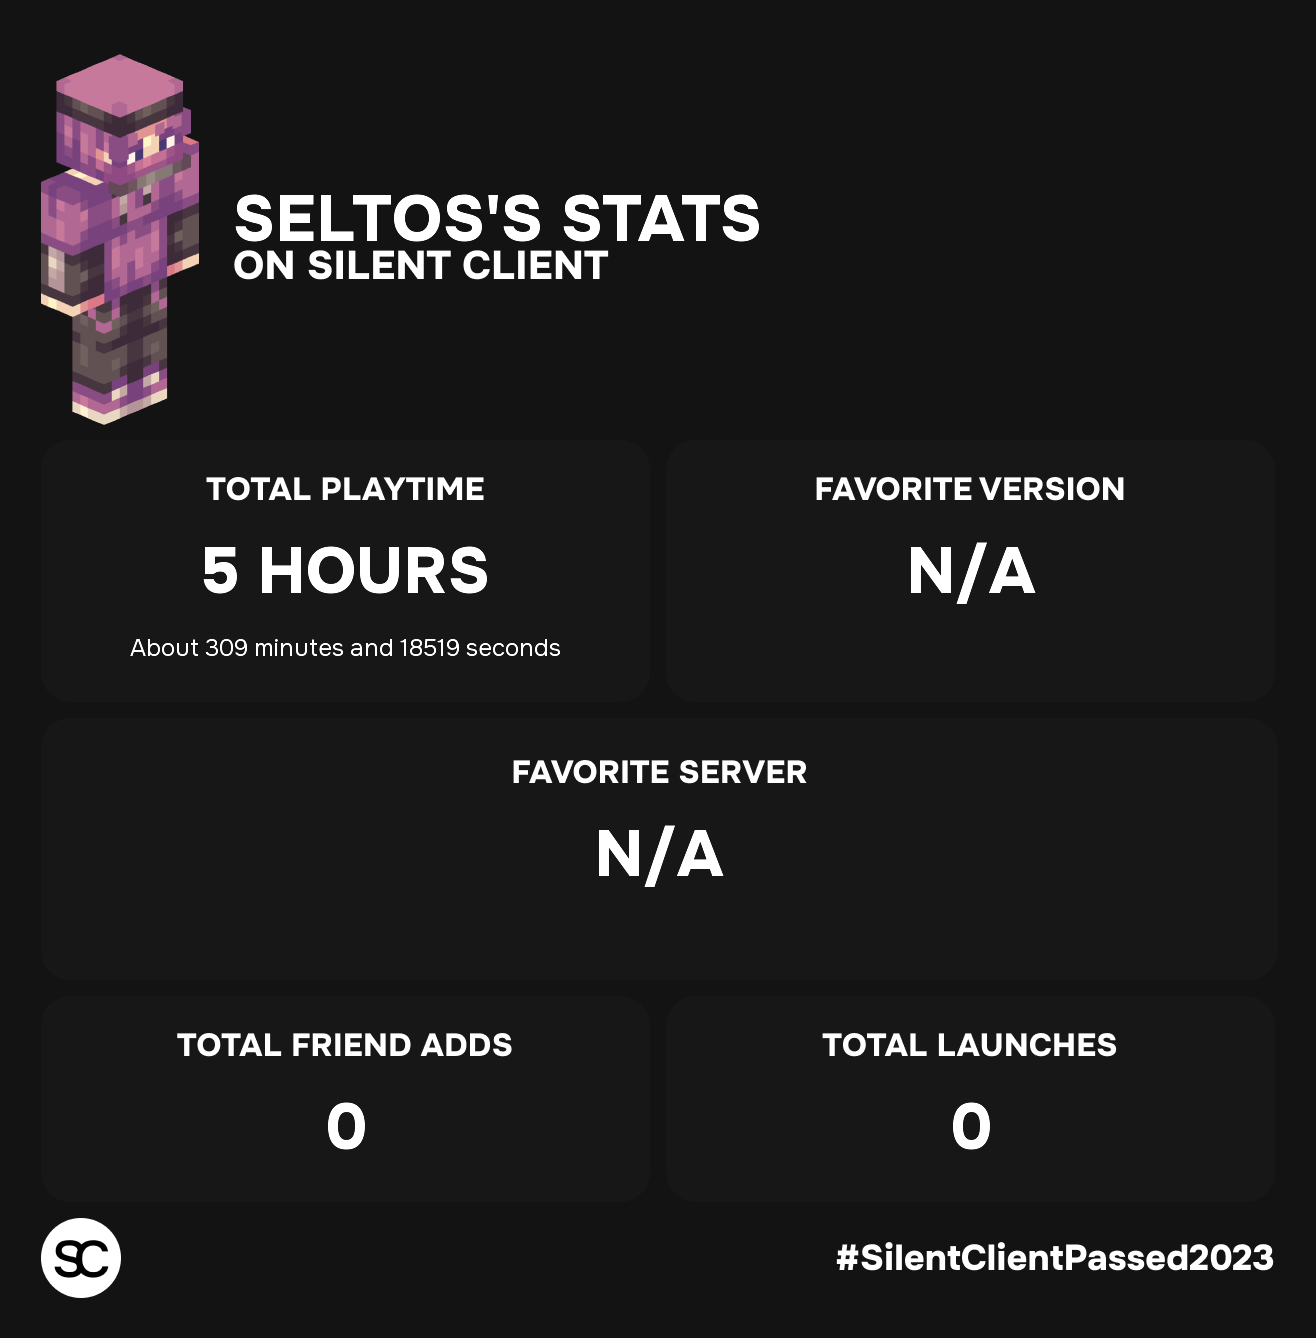 SELTOS'S STATS
ON SILENT CLIENT
TOTAL PLAYTIME
5 HOURS
About 309 minutes and 18519 seconds
FAVORITE VERSION
N/A
FAVORITE SERVER
N/A
TOTAL FRIEND ADDS
0
TOTAL LAUNCHES
0
SC
#SilentClientPassed2023